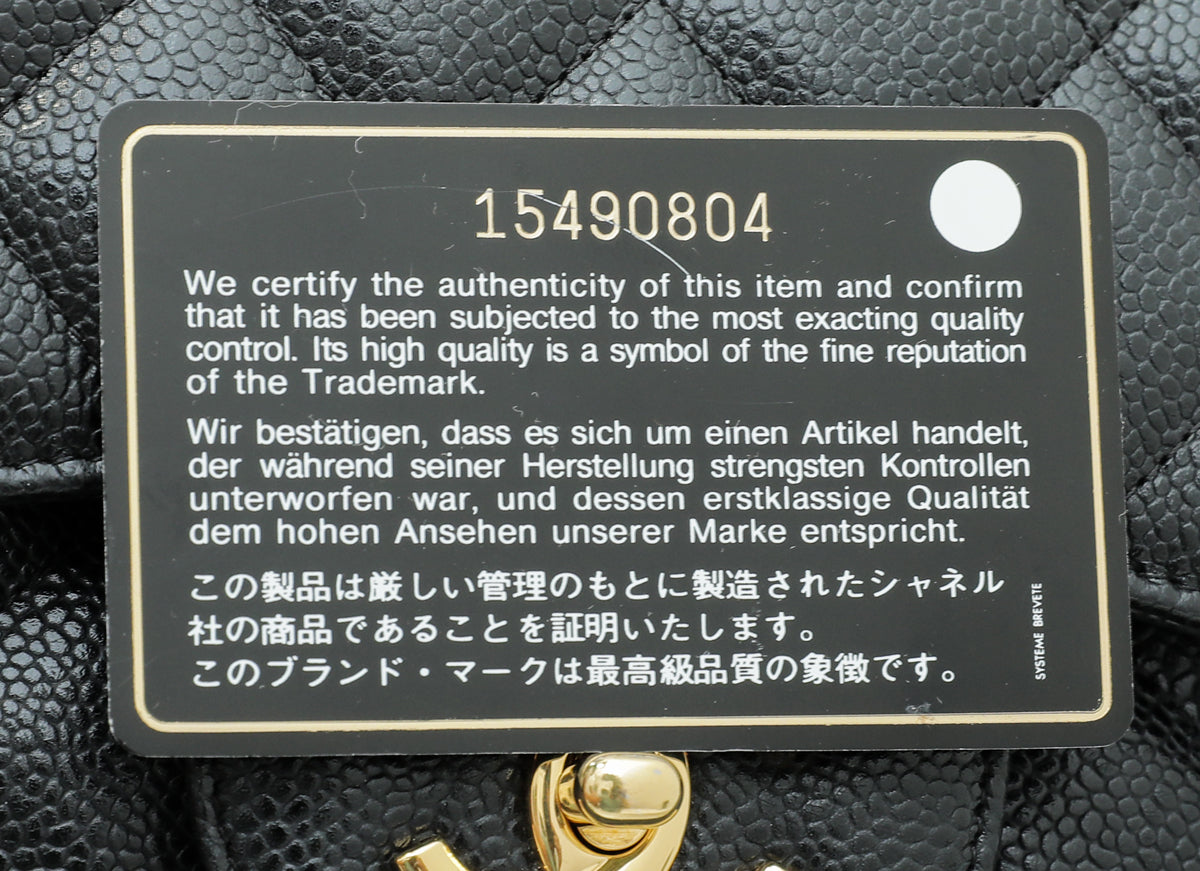 15490804
We certify the authenticity of this item and confirm
that it has been subjected to the most exacting quality
control. Its high quality is a symbol of the fine reputation
of the Trademark.
Wir bestätigen, dass es sich um einen Artikel handelt,
der während seiner Herstellung strengsten Kontrollen
unterworfen war, und dessen erstklassige Qualität
dem hohen Ansehen unserer Marke entspricht.
この製品は厳しい管理のもとに製造されたシャネル
社の商品であることを証明いたします。
このブランド・マークは最高級品質の象徴です。
SYSTEME BREVETE